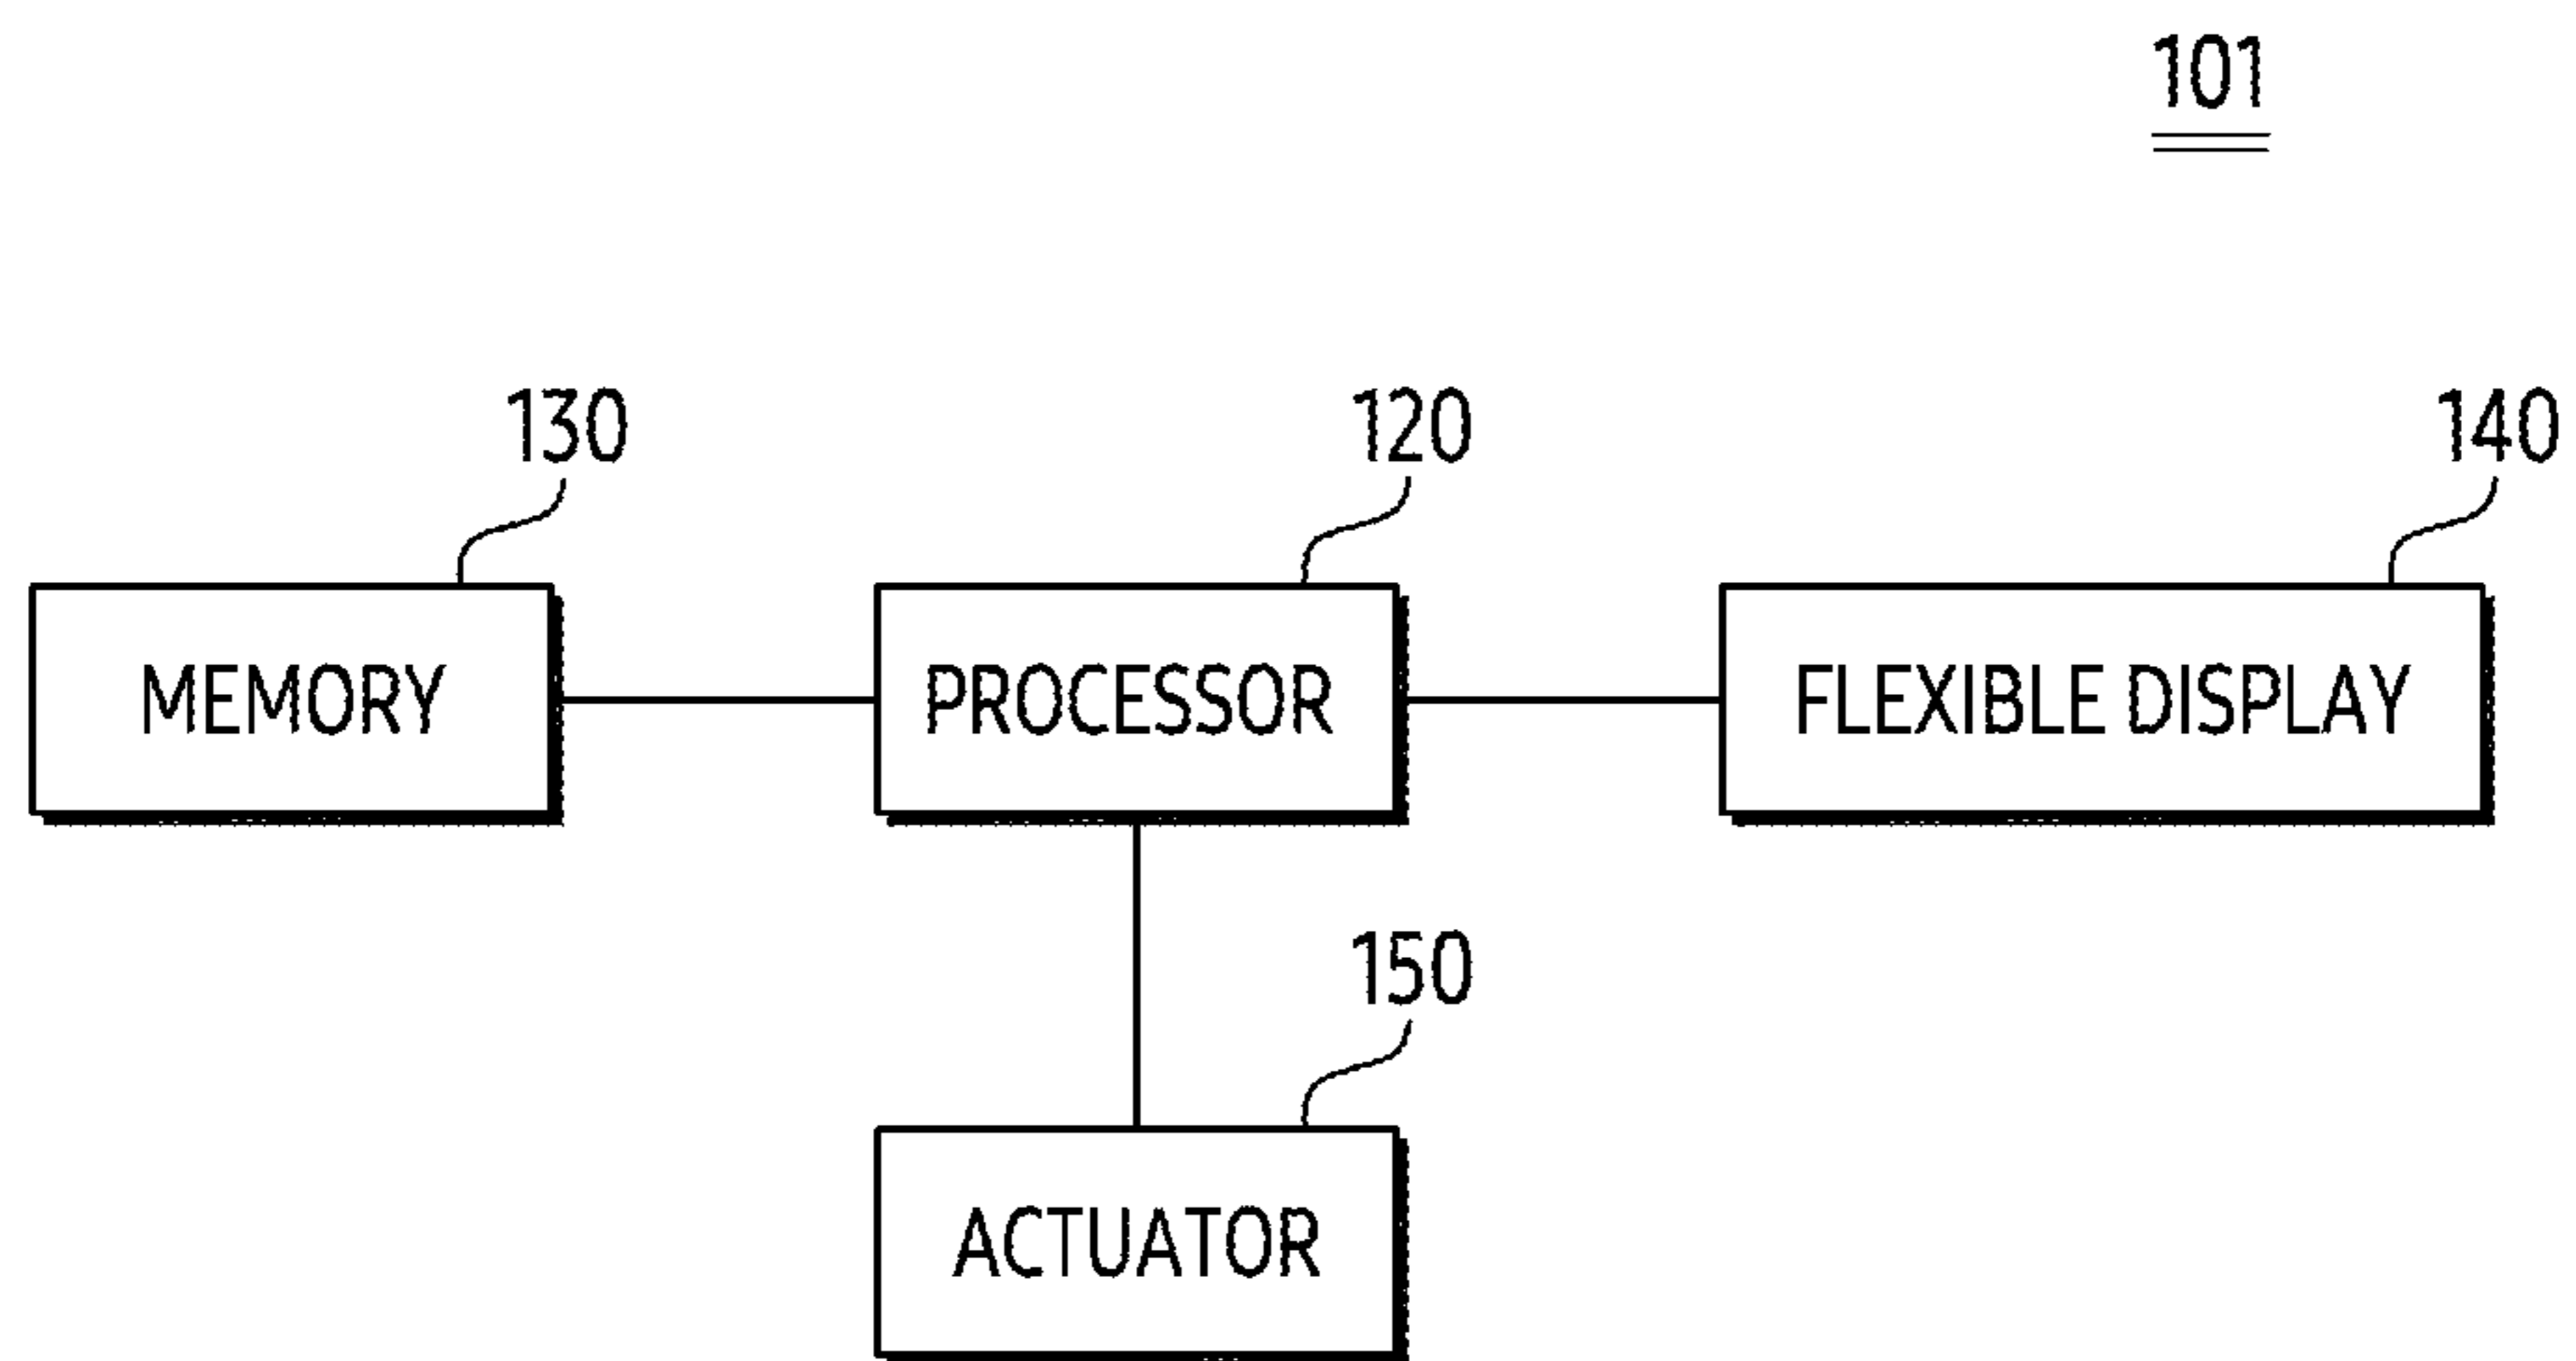 101
130
120
140
MEMORY
PROCESSOR
FLEXIBLE DISPLAY
150
ACTUATOR